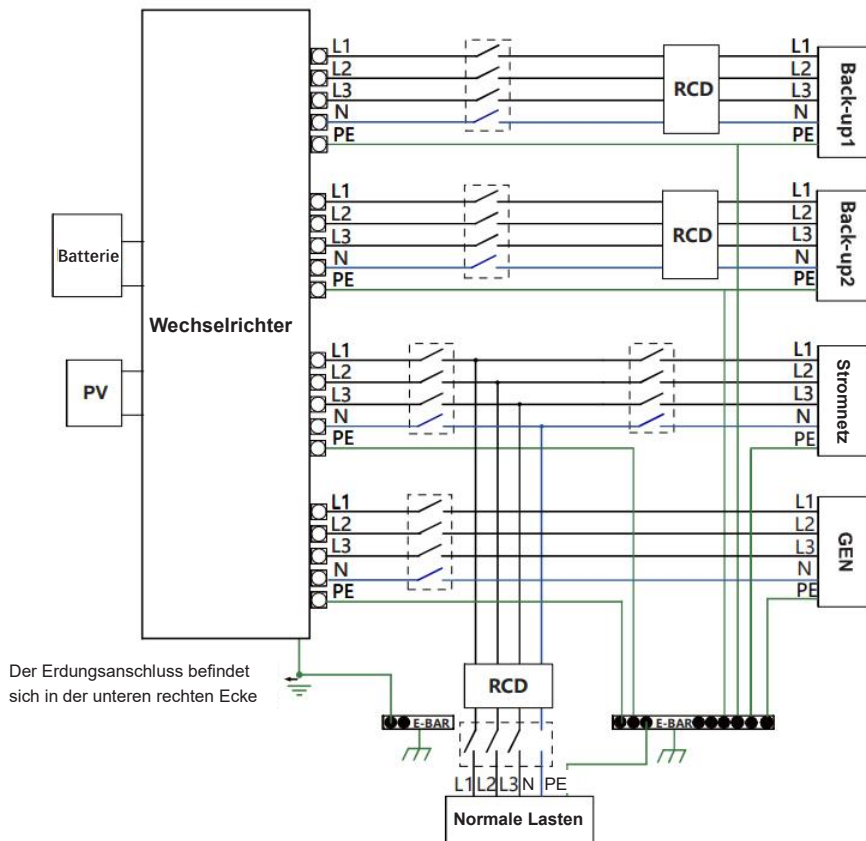 L1
L2
L3
N
PE
RCD
L1
L2
L3
N
PE
Back-up1
L1
L2
L3
N
PE
RCD
L1
L2
L3
N
PE
Back-up2
Batterie
Wechselrichter
PV
L1
L2
L3
N
PE
L1
L2
L3
N
PE
Stromnetz
L1
L2
L3
N
PE
L1
L2
L3
N
PE
GEN
Der Erdungsanschluss befindet
sich in der unteren rechten Ecke
E-BAR
RCD
E-BAR
L1 L2 L3 N PE
Normale Lasten